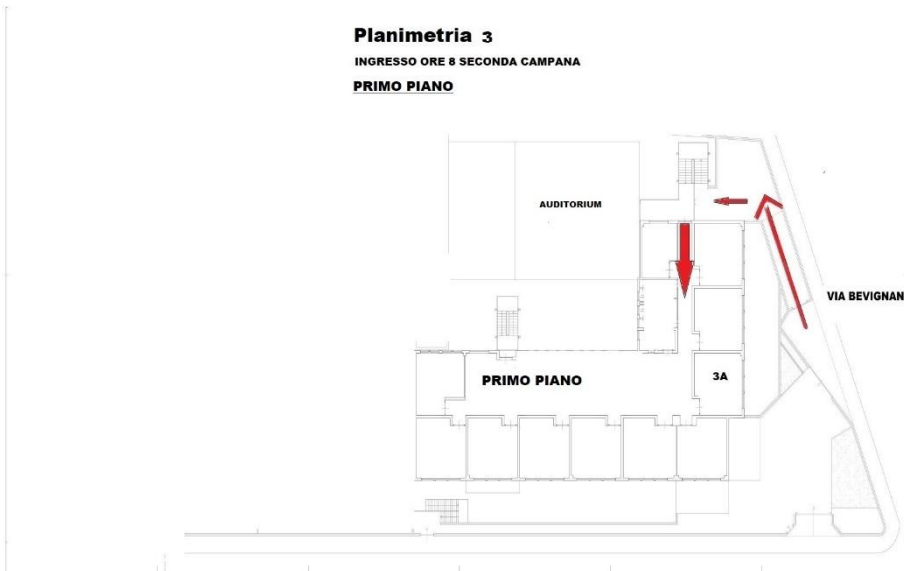 Planimetria 3
INGRESSO ORE 8 SECONDA CAMPANA
PRIMO PIANO
AUDITORIUM
VIA BEVIGNAN
3A
PRIMO PIANO